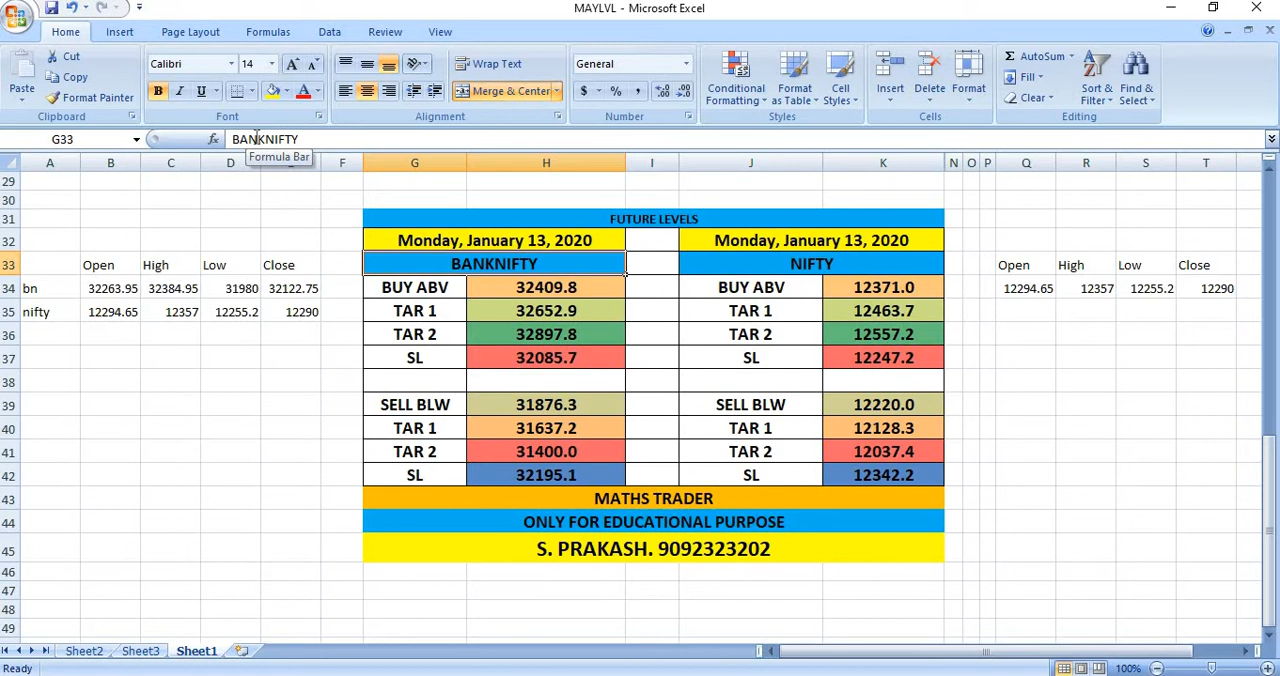 MAYLVL - Microsoft Excel
Home Insert Page Layout Formulas Data Review View
Paste
Cut
Copy
Format Painter
Clipboard
Calibri 14
B I U
Font
Wrap Text
Merge & Center
Alignment
General
$ % ,
Number
Conditional Formatting
Format as Table
Cell Styles
Styles
Insert
Delete
Format
Cells
Σ AutoSum
Fill
Clear
Sort & Filter
Find & Select
Editing
G33 fx BANKNIFTY
Formula Bar
A B C D F G H I J K N O P Q R S T
29
30
31 FUTURE LEVELS
32 Monday, January 13, 2020 Monday, January 13, 2020
33 Open High Low Close BANKNIFTY NIFTY Open High Low Close
34 bn 32263.95 32384.95 31980 32122.75 BUY ABV 32409.8 BUY ABV 12371.0 12294.65 12357 12255.2 12290
35 nifty 12294.65 12357 12255.2 12290 TAR 1 32652.9 TAR 1 12463.7
36 TAR 2 32897.8 TAR 2 12557.2
37 SL 32085.7 SL 12247.2
38
39 SELL BLW 31876.3 SELL BLW 12220.0
40 TAR 1 31637.2 TAR 1 12128.3
41 TAR 2 31400.0 TAR 2 12037.4
42 SL 32195.1 SL 12342.2
43 MATHS TRADER
44 ONLY FOR EDUCATIONAL PURPOSE
45 S. PRAKASH. 9092323202
46
47
48
49
Sheet2 Sheet3 Sheet1
Ready 100%